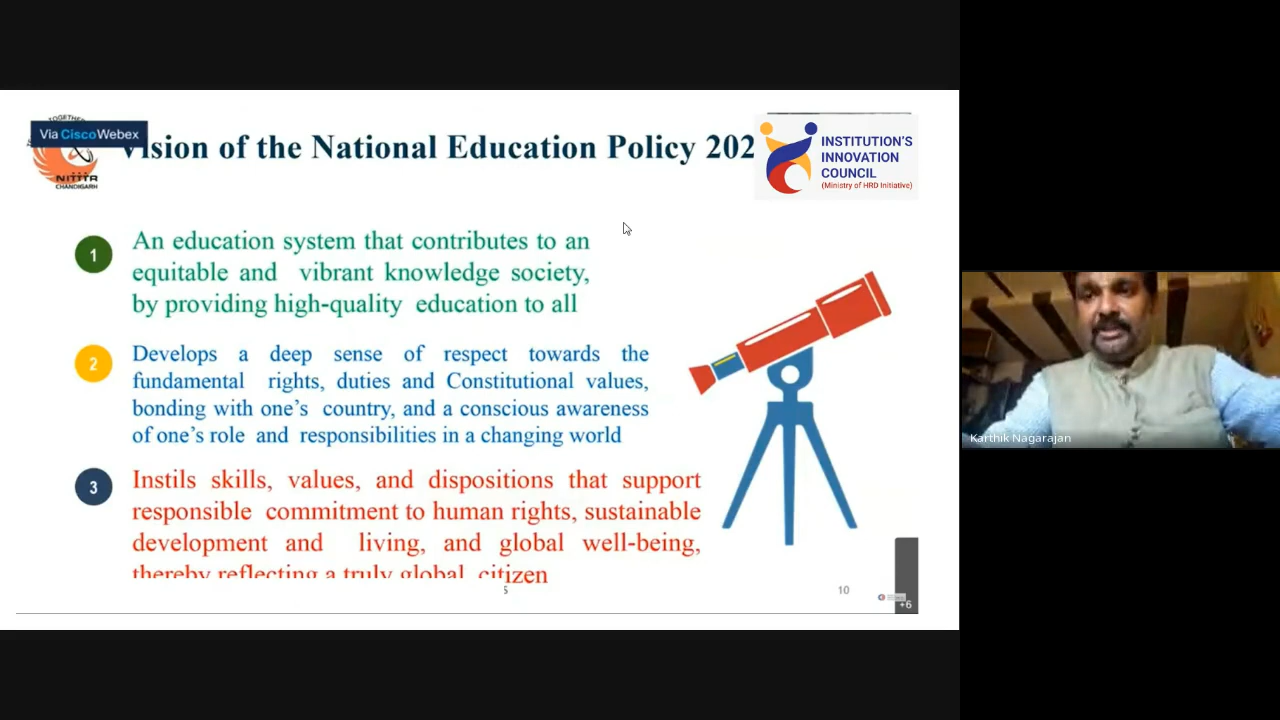 Via Cisco Webex
NITTTR
CHANDIGARH
Vision of the National Education Policy 202
INSTITUTION'S
INNOVATION
COUNCIL
(Ministry of HRD Initiative)
1
An education system that contributes to an
equitable and vibrant knowledge society,
by providing high-quality education to all
2
Develops a deep sense of respect towards the
fundamental rights, duties and Constitutional values,
bonding with one's country, and a conscious awareness
of one's role and responsibilities in a changing world
3
Instils skills, values, and dispositions that support
responsible commitment to human rights, sustainable
development and living, and global well-being,
thereby reflecting a truly global citizen
10
+6
Karthik Nagarajan